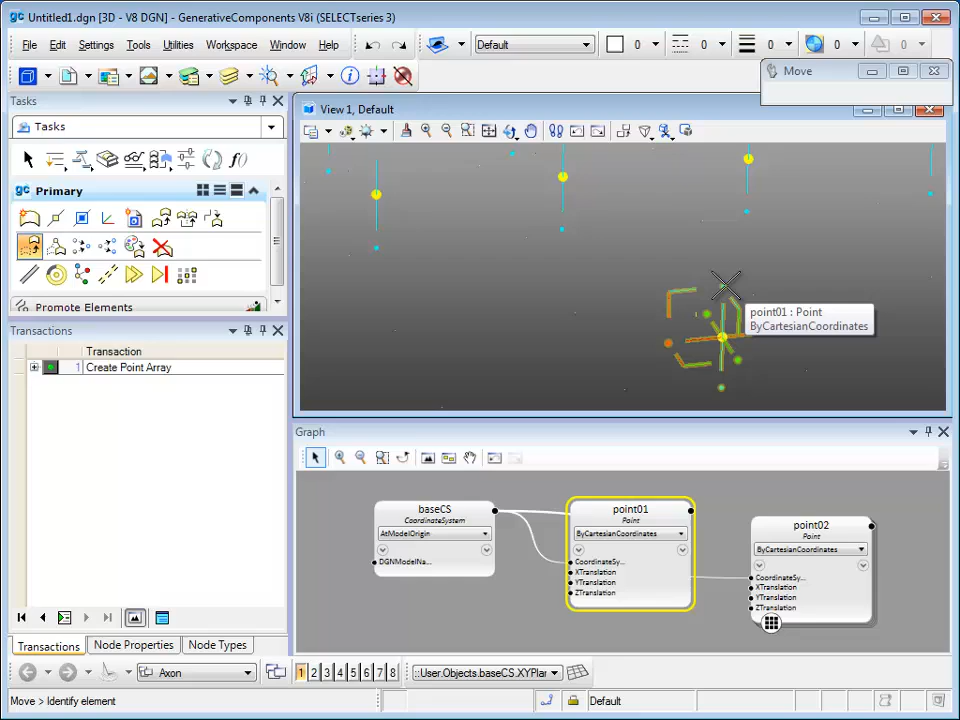 Untitled1.dgn [3D - V8 DGN] - GenerativeComponents V8i (SELECTseries 3)
File Edit Settings Tools Utilities Workspace Window Help
Default 0 0 0 0 0
Move
Tasks
View 1, Default
Tasks
f()
gc Primary
Promote Elements
point01 : Point
ByCartesianCoordinates
Transactions
Transaction
1 Create Point Array
Graph
baseCS
CoordinateSystem
AtModelOrigin
DGNModelNa...
point01
Point
ByCartesianCoordinates
CoordinateSy...
XTranslation
YTranslation
ZTranslation
point02
Point
ByCartesianCoordinates
CoordinateSy...
XTranslation
YTranslation
ZTranslation
Transactions Node Properties Node Types
Axon 1 2 3 4 5 6 7 8 ::User.Objects.baseCS.XYPlar
Move > Identify element Default